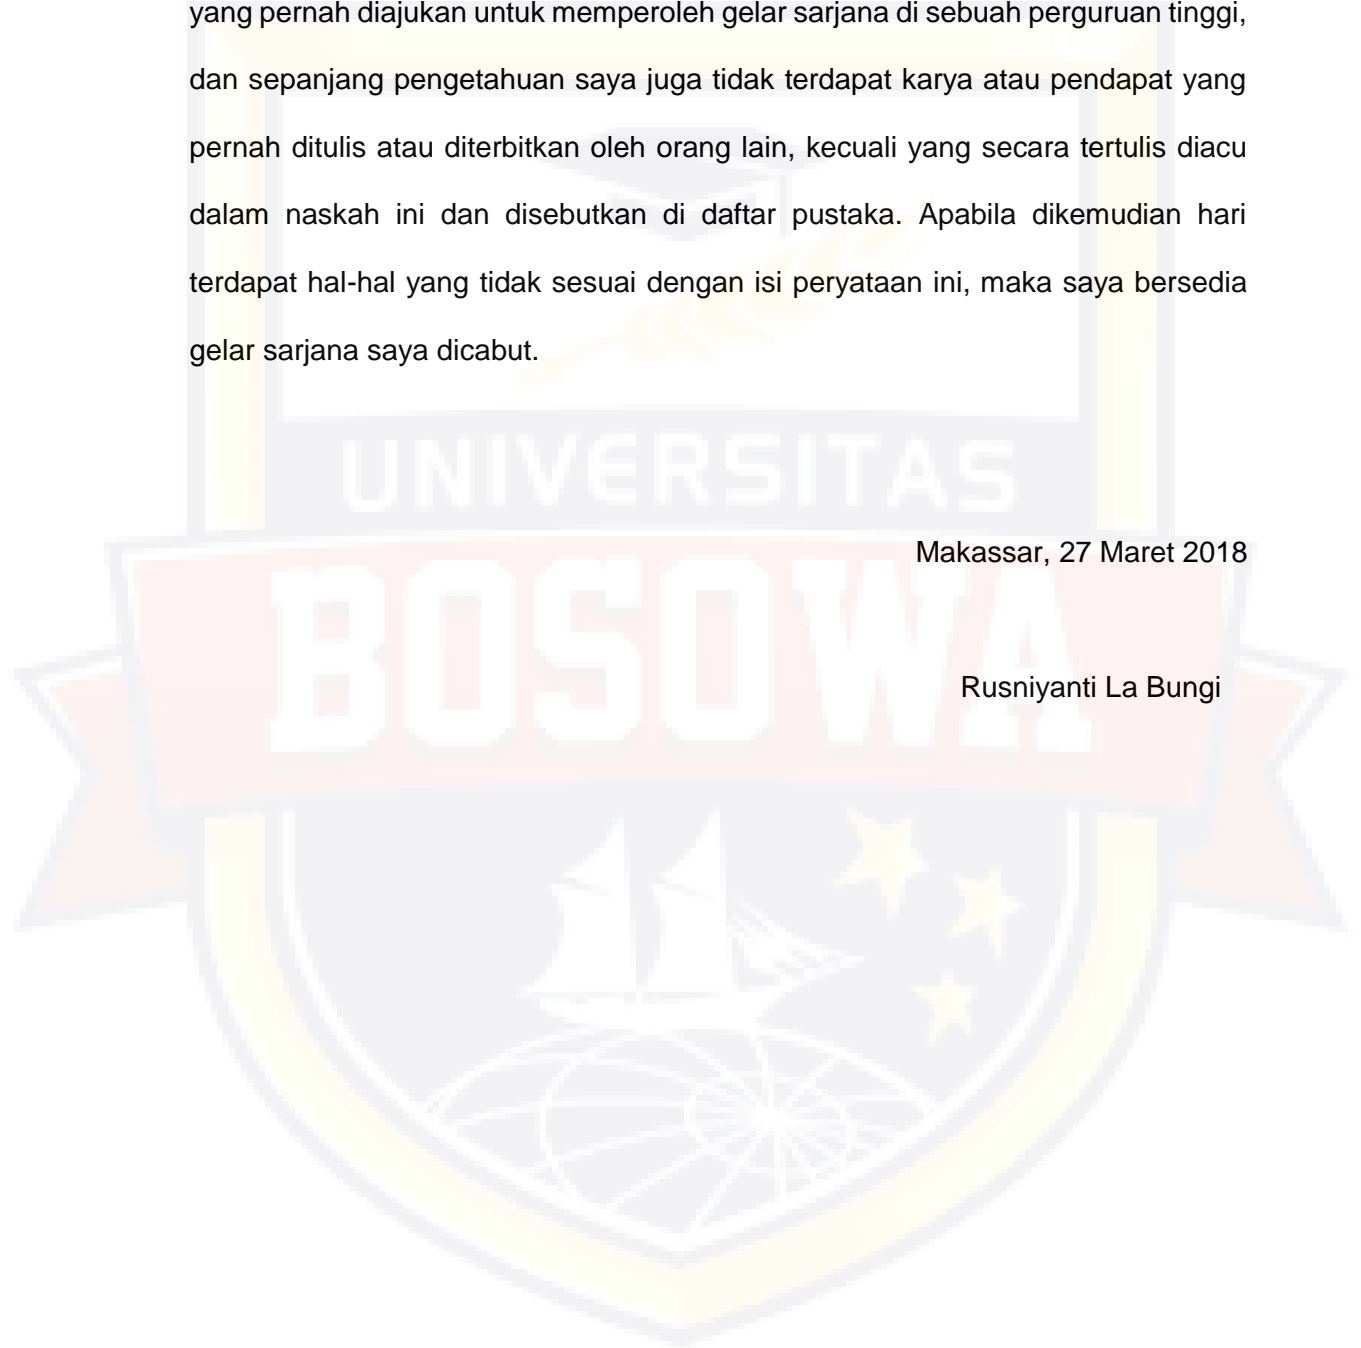 yang pernah diajukan untuk memperoleh gelar sarjana di sebuah perguruan tinggi,
dan sepanjang pengetahuan saya juga tidak terdapat karya atau pendapat yang
pernah ditulis atau diterbitkan oleh orang lain, kecuali yang secara tertulis diacu
dalam naskah ini dan disebutkan di daftar pustaka. Apabila dikemudian hari
terdapat hal-hal yang tidak sesuai dengan isi peryataan ini, maka saya bersedia
gelar sarjana saya dicabut.
UNIVERSITAS
Makassar, 27 Maret 2018
BOSOWA
Rusniyanti La Bungi